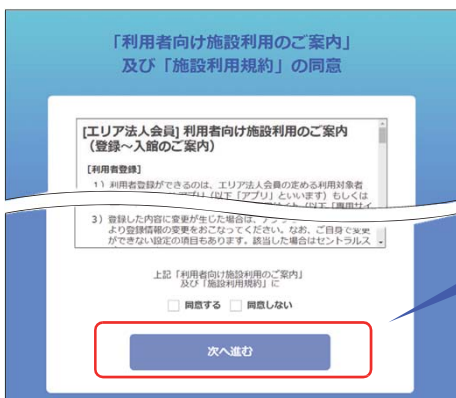 「利用者向け施設利用のご案内」
及び「施設利用規約」の同意
[エリア法人会員] 利用者向け施設利用のご案内
（登録～入館のご案内）
[利用者登録]
1） 利用者登録ができるのは、エリア法人会員の定める利用対象者
（以下「アプリ」といいます）もしくは
3） 登録した内容に変更が生じた場合は、
より登録情報の変更をおこなってください。なお、ご自身で変更
ができない設定の項目もあります。該当した場合はセントラルス
上記「利用者向け施設利用のご案内」
及び「施設利用規約」に
同意する 同意しない
次へ進む